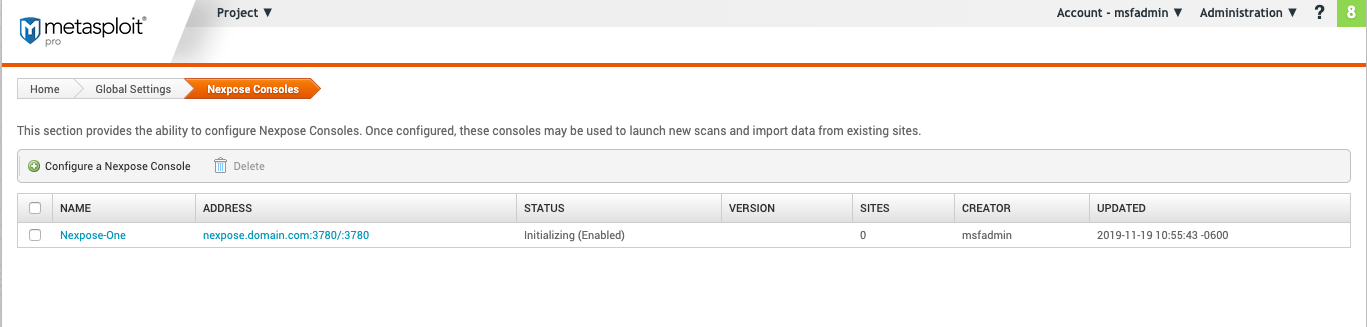 Project ▼ Account - msfadmin ▼ Administration ▼ ? 8
metasploit®
pro
Home Global Settings Nexpose Consoles
This section provides the ability to configure Nexpose Consoles. Once configured, these consoles may be used to launch new scans and import data from existing sites.
Configure a Nexpose Console Delete
NAME ADDRESS STATUS VERSION SITES CREATOR UPDATED
Nexpose-One nexpose.domain.com:3780/:3780 Initializing (Enabled) 0 msfadmin 2019-11-19 10:55:43 -0600